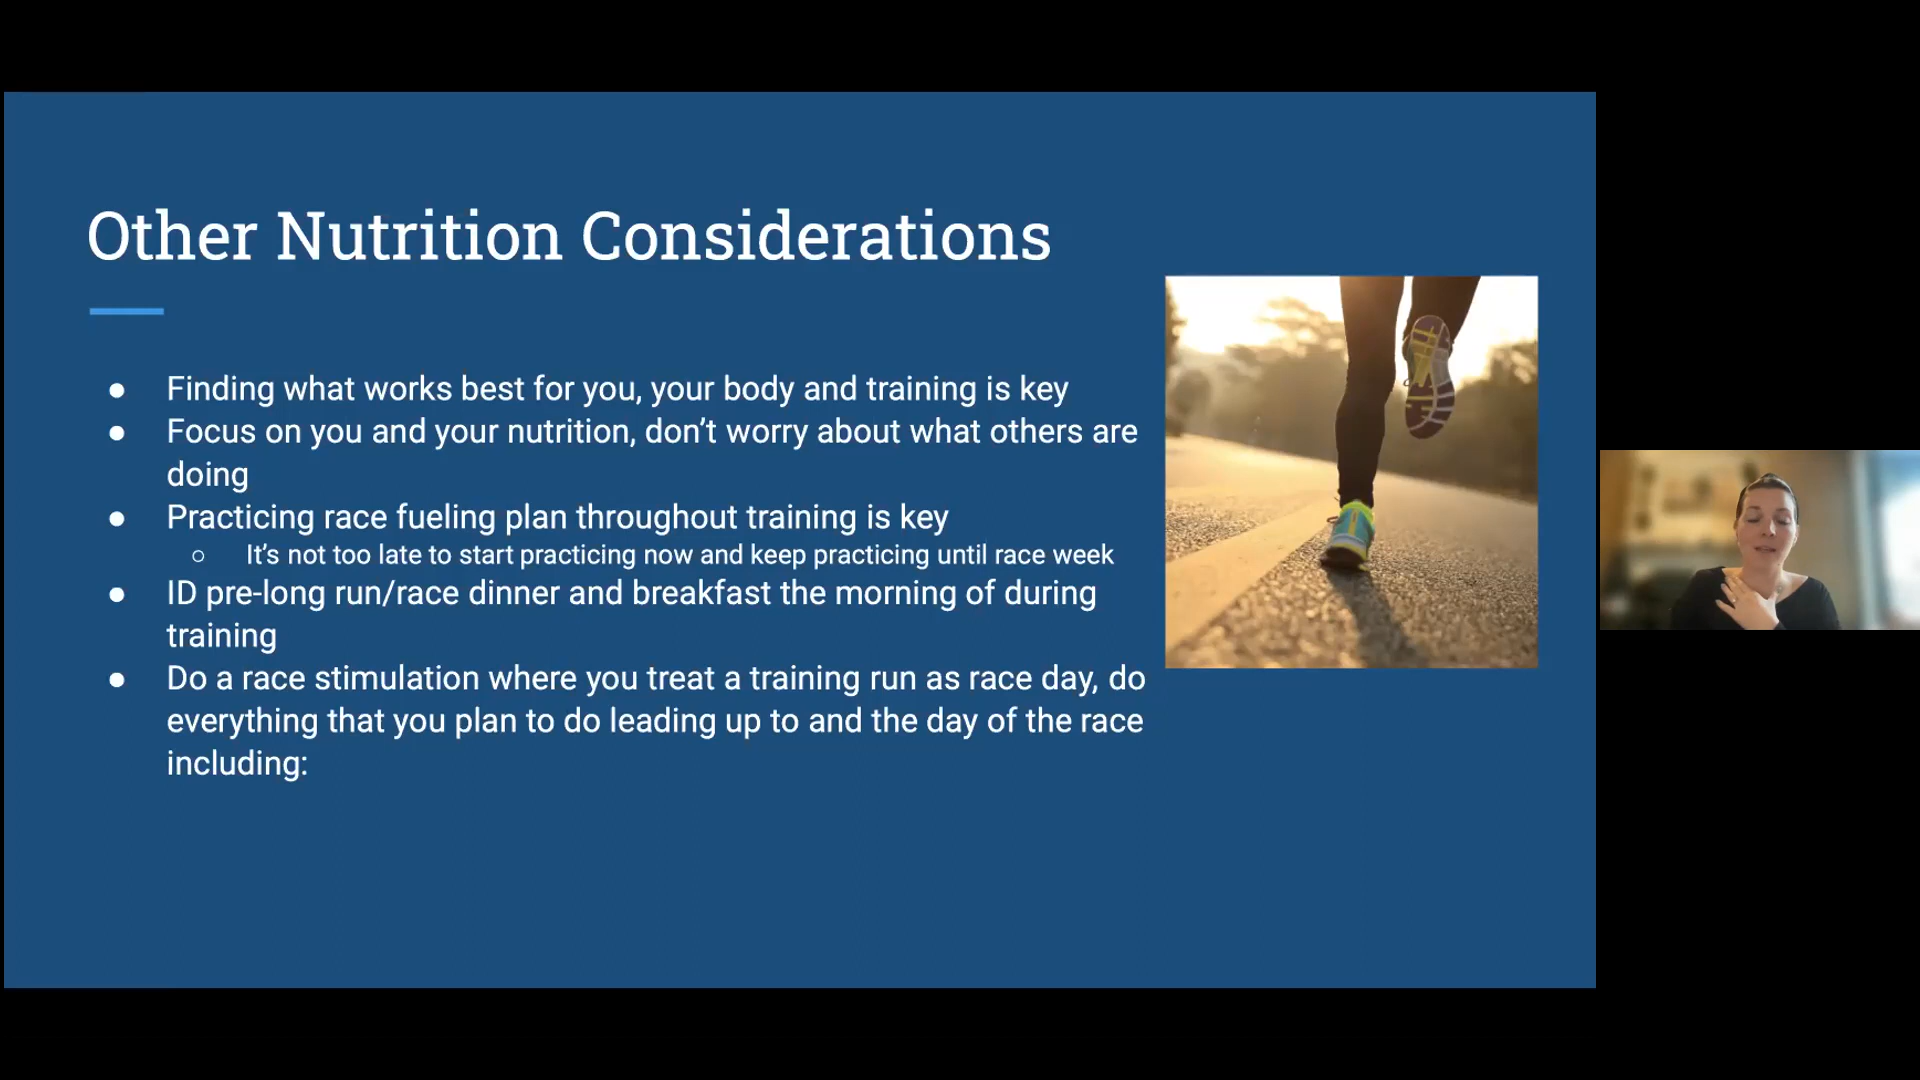 Other Nutrition Considerations
● Finding what works best for you, your body and training is key
● Focus on you and your nutrition, don’t worry about what others are
doing
● Practicing race fueling plan throughout training is key
○ It’s not too late to start practicing now and keep practicing until race week
● ID pre-long run/race dinner and breakfast the morning of during
training
● Do a race stimulation where you treat a training run as race day, do
everything that you plan to do leading up to and the day of the race
including: